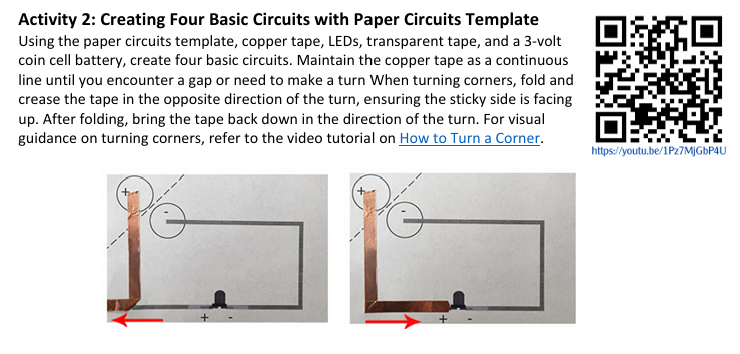 Activity 2: Creating Four Basic Circuits with Paper Circuits Template
Using the paper circuits template, copper tape, LEDs, transparent tape, and a 3-volt
coin cell battery, create four basic circuits. Maintain the copper tape as a continuous
line until you encounter a gap or need to make a turn When turning corners, fold and
crease the tape in the opposite direction of the turn, ensuring the sticky side is facing
up. After folding, bring the tape back down in the direction of the turn. For visual
guidance on turning corners, refer to the video tutorial on How to Turn a Corner.
https://youtu.be/1Pz7MjGbP4U
+
-
+ -
+
-
+ -